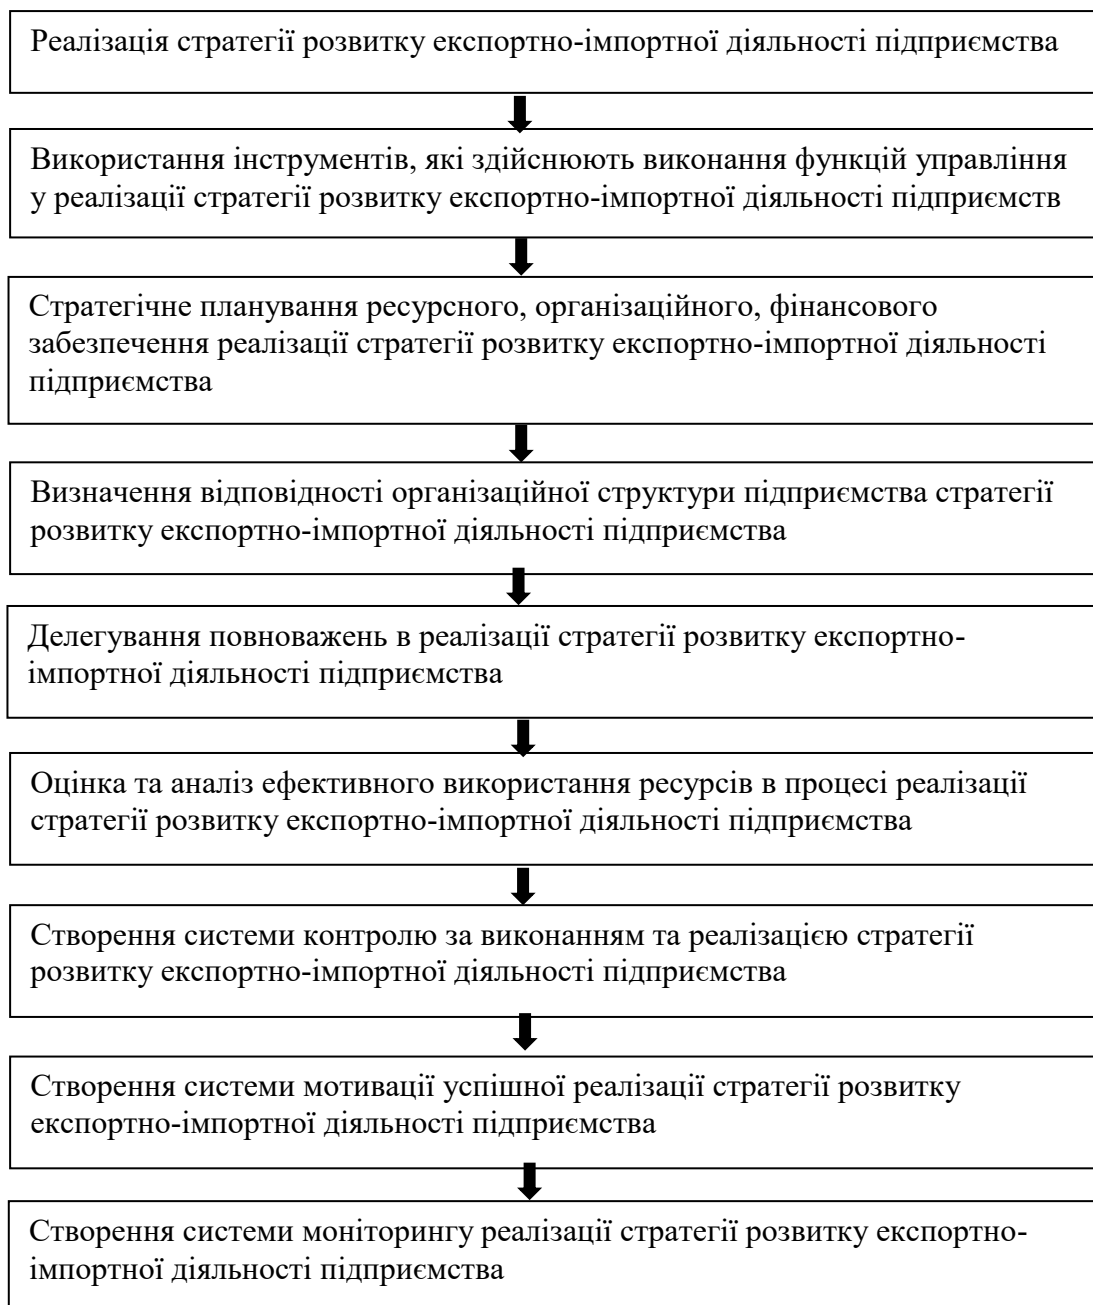 Реалізація стратегії розвитку експортно-імпортної діяльності підприємства
Використання інструментів, які здійснюють виконання функцій управління
у реалізації стратегії розвитку експортно-імпортної діяльності підприємств
Стратегічне планування ресурсного, організаційного, фінансового
забезпечення реалізації стратегії розвитку експортно-імпортної діяльності
підприємства
Визначення відповідності організаційної структури підприємства стратегії
розвитку експортно-імпортної діяльності підприємства
Делегування повноважень в реалізації стратегії розвитку експортно-
імпортної діяльності підприємства
Оцінка та аналіз ефективного використання ресурсів в процесі реалізації
стратегії розвитку експортно-імпортної діяльності підприємства
Створення системи контролю за виконанням та реалізацією стратегії
розвитку експортно-імпортної діяльності підприємства
Створення системи мотивації успішної реалізації стратегії розвитку
експортно-імпортної діяльності підприємства
Створення системи моніторингу реалізації стратегії розвитку експортно-
імпортної діяльності підприємства